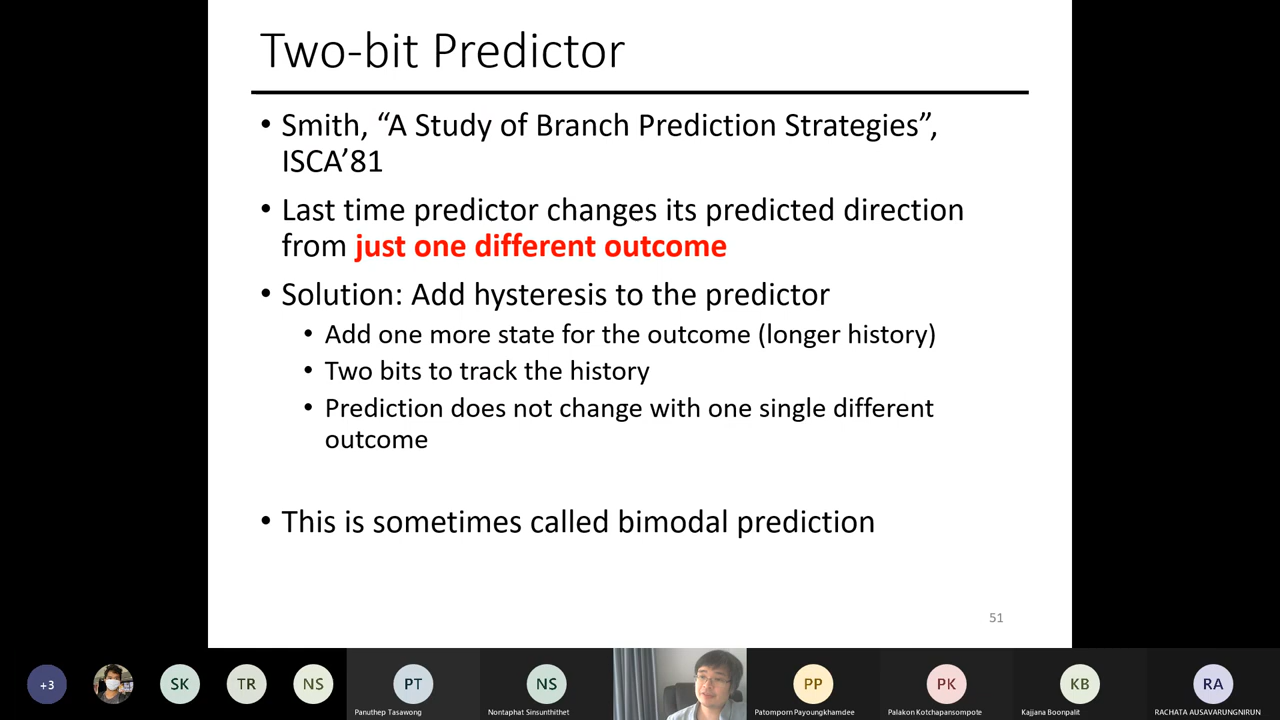 Two-bit Predictor
• Smith, “A Study of Branch Prediction Strategies”,
ISCA’81
• Last time predictor changes its predicted direction
from just one different outcome
• Solution: Add hysteresis to the predictor
• Add one more state for the outcome (longer history)
• Two bits to track the history
• Prediction does not change with one single different
outcome
• This is sometimes called bimodal prediction
51
+3
SK
TR
NS
PT
NS
PP
PK
KB
RA
Panuthep Tasawong
Nontaphat Sinsunthithet
Patomporn Payoungkhamdee
Palakon Kotchapansompote
Kajjana Boonpalit
RACHATA AUSAVARUNGNIRUN